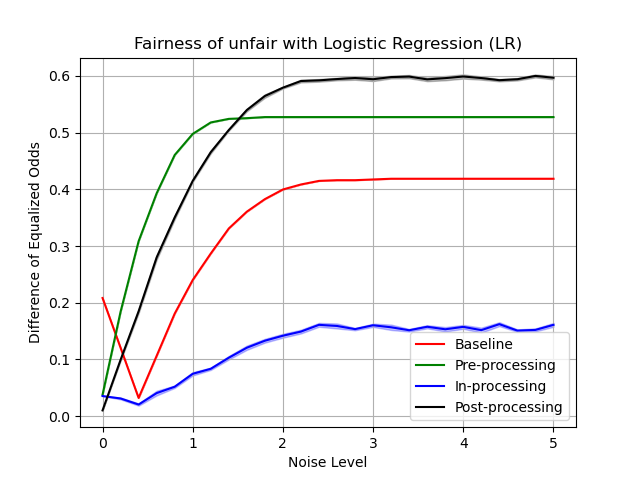 Fairness of unfair with Logistic Regression (LR)
Difference of Equalized Odds
0.6
0.5
0.4
0.3
0.2
0.1
0.0
Baseline
Pre-processing
In-processing
Post-processing
0 1 2 3 4 5
Noise Level